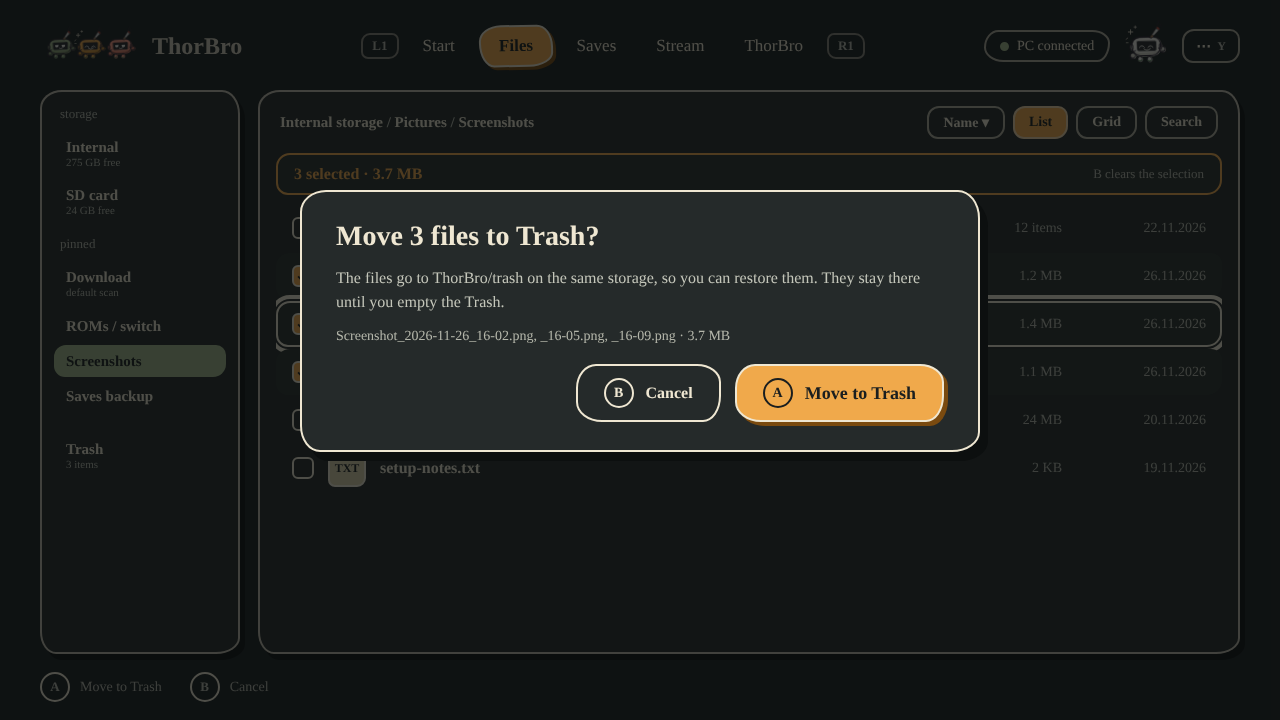 ThorBro
L1
Start
Files
Saves
Stream
ThorBro
R1
PC connected
••• Y
storage
Internal
275 GB free
SD card
24 GB free
pinned
Download
default scan
ROMs / switch
Screenshots
Saves backup
Trash
3 items
Internal storage / Pictures / Screenshots
Name ▾
List
Grid
Search
3 selected · 3.7 MB
B clears the selection
12 items
22.11.2026
1.2 MB
26.11.2026
1.4 MB
26.11.2026
1.1 MB
26.11.2026
24 MB
20.11.2026
TXT
setup-notes.txt
2 KB
19.11.2026
Move 3 files to Trash?
The files go to ThorBro/trash on the same storage, so you can restore them. They stay there
until you empty the Trash.
Screenshot_2026-11-26_16-02.png, _16-05.png, _16-09.png · 3.7 MB
B Cancel
A Move to Trash
A Move to Trash
B Cancel